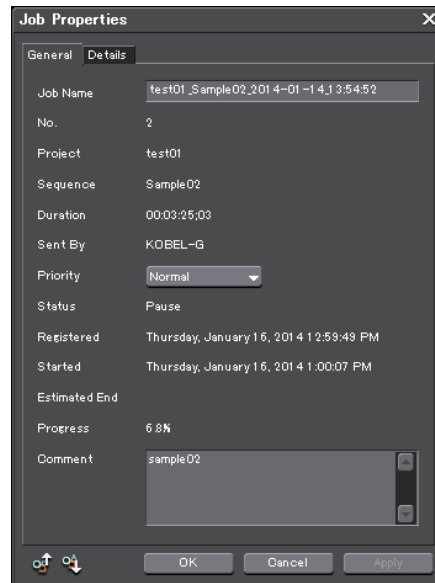 Job Properties
General Details
Job Name test01_Sample02_2014-01-14_13:54:52
No. 2
Project test01
Sequence Sample02
Duration 00:03:25;03
Sent By KOBEL-G
Priority Normal
Status Pause
Registered Thursday, January 16, 2014 12:59:49 PM
Started Thursday, January 16, 2014 1:00:07 PM
Estimated End
Progress 6.8%
Comment sample02
OK Cancel Apply